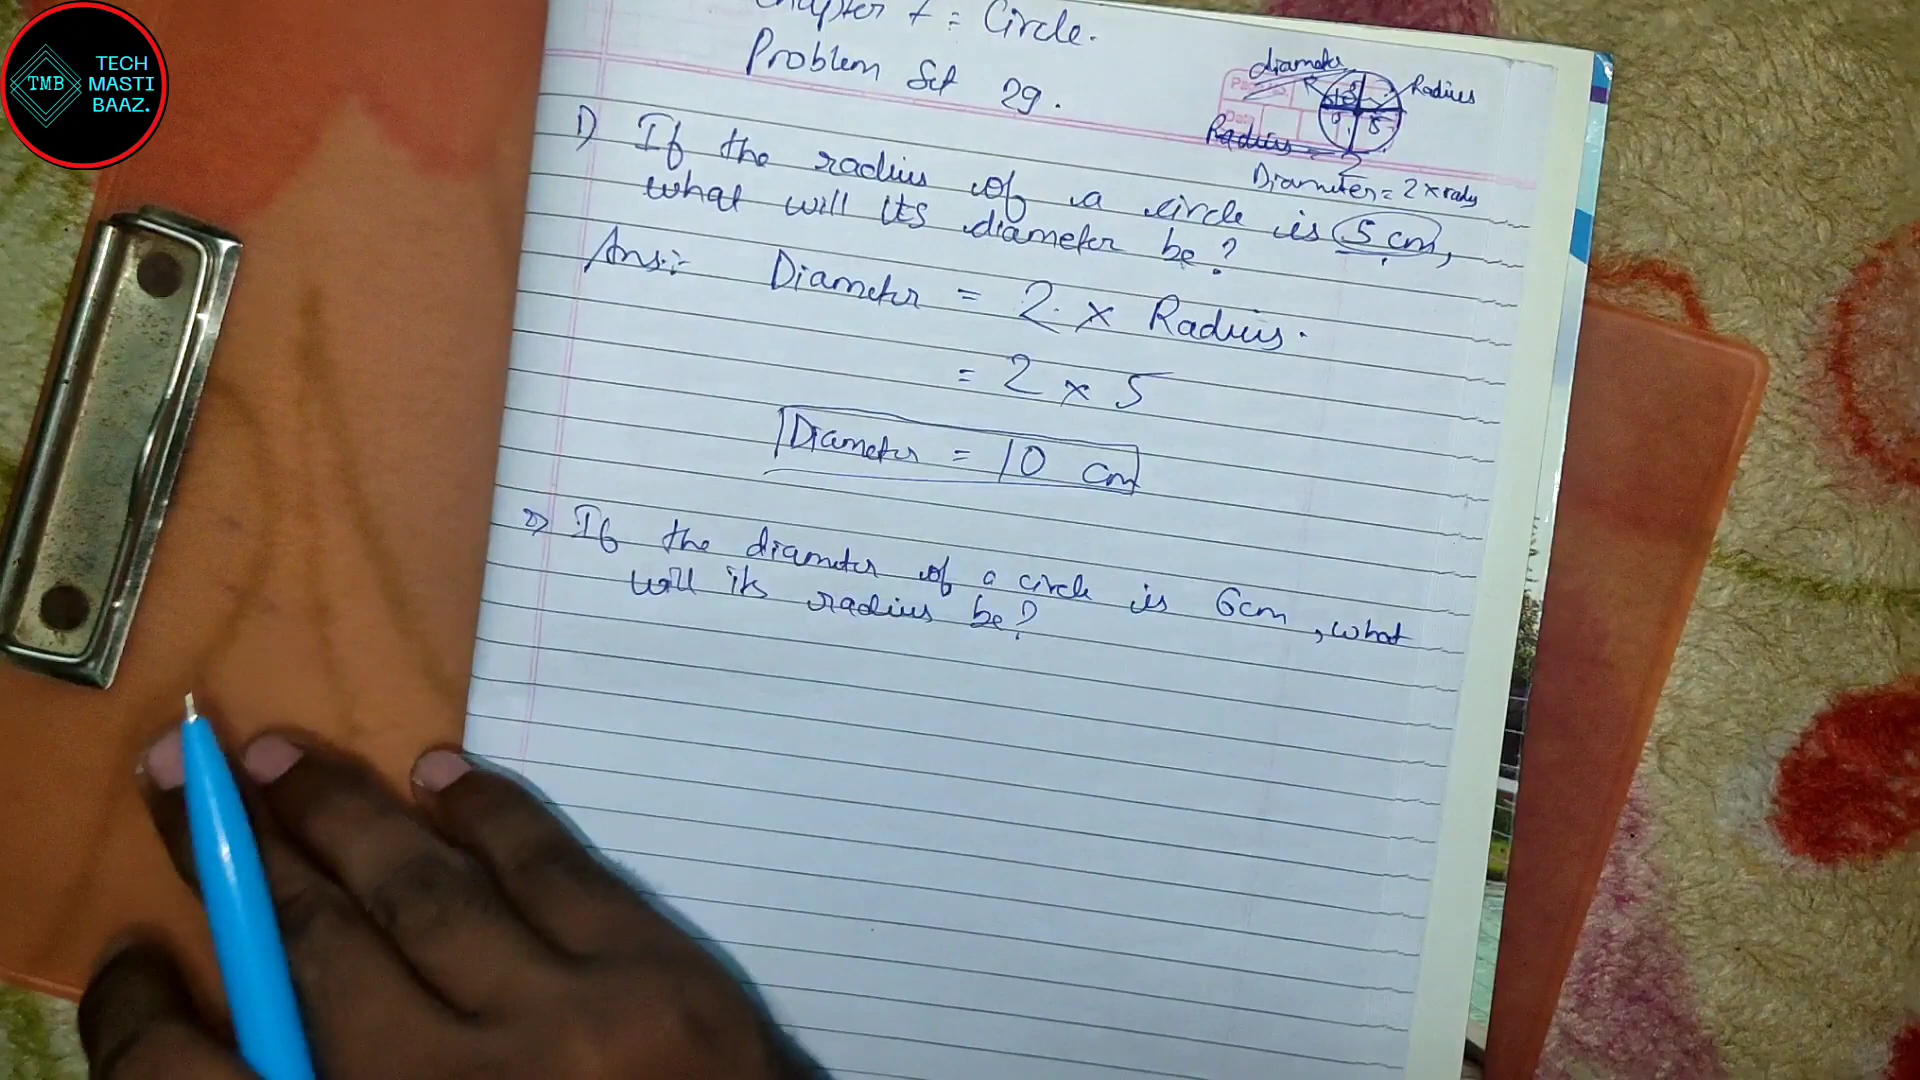 TMB
TECH
MASTI
BAAZ.
Chapter 7 = Circle.
Problem Set 29.
diameter
Radius
Radius
Diameter = 2 x
1) If the radius of a circle is 5 cm,
what will its diameter be?
Ans:- Diameter = 2 x Radius.
= 2 x 5
Diameter = 10 cm
2) If the diameter of a circle is 6cm, what
will its radius be?